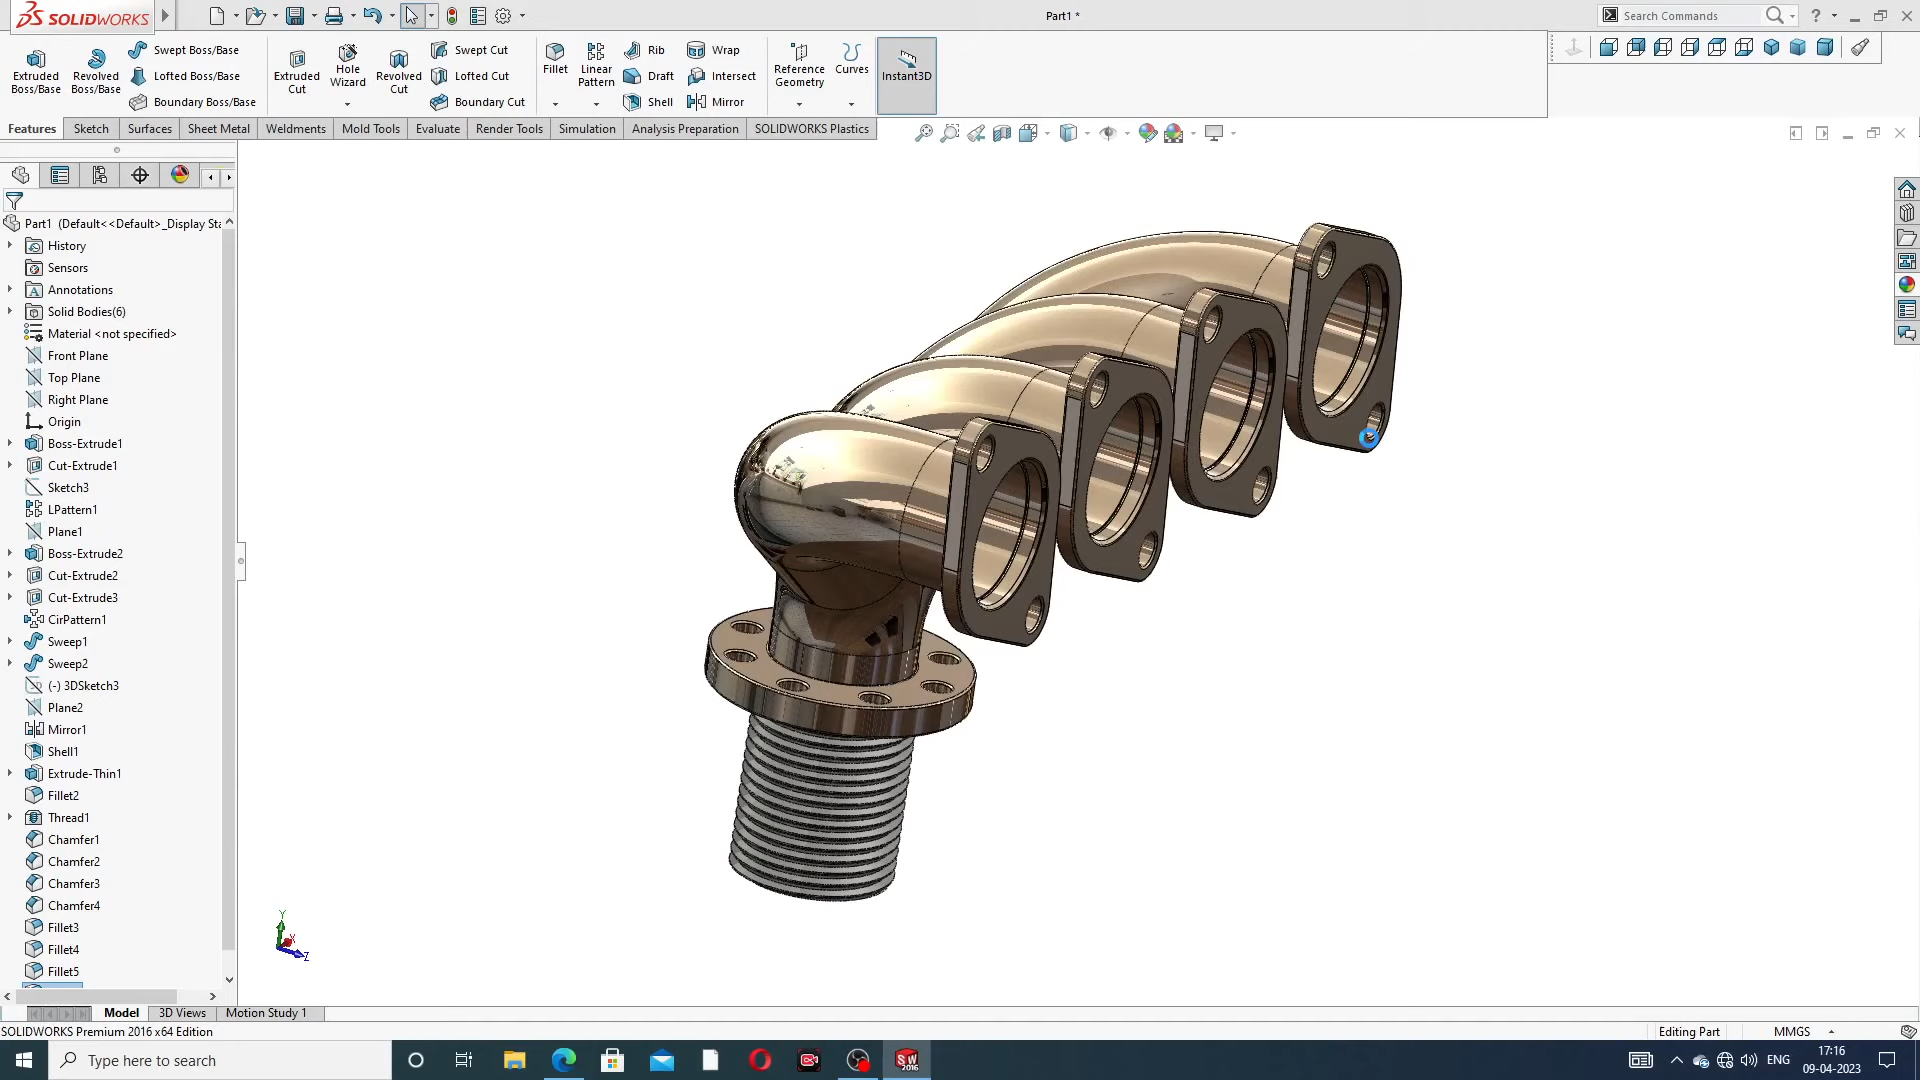 SOLIDWORKS
Part1 *
Search Commands
Extruded Boss/Base
Revolved Boss/Base
Swept Boss/Base
Lofted Boss/Base
Boundary Boss/Base
Extruded Cut
Hole Wizard
Revolved Cut
Swept Cut
Lofted Cut
Boundary Cut
Fillet
Linear Pattern
Rib
Draft
Shell
Wrap
Intersect
Mirror
Reference Geometry
Curves
Instant3D
Features
Sketch
Surfaces
Sheet Metal
Weldments
Mold Tools
Evaluate
Render Tools
Simulation
Analysis Preparation
SOLIDWORKS Plastics
Part1 (Default<<Default>_Display Sta
History
Sensors
Annotations
Solid Bodies(6)
Material <not specified>
Front Plane
Top Plane
Right Plane
Origin
Boss-Extrude1
Cut-Extrude1
Sketch3
LPattern1
Plane1
Boss-Extrude2
Cut-Extrude2
Cut-Extrude3
CirPattern1
Sweep1
Sweep2
(-) 3DSketch3
Plane2
Mirror1
Shell1
Extrude-Thin1
Fillet2
Thread1
Chamfer1
Chamfer2
Chamfer3
Chamfer4
Fillet3
Fillet4
Fillet5
Y
X
Z
Model
3D Views
Motion Study 1
SOLIDWORKS Premium 2016 x64 Edition
Editing Part
MMGS
Type here to search
SW
2016
ENG
17:16
09-04-2023